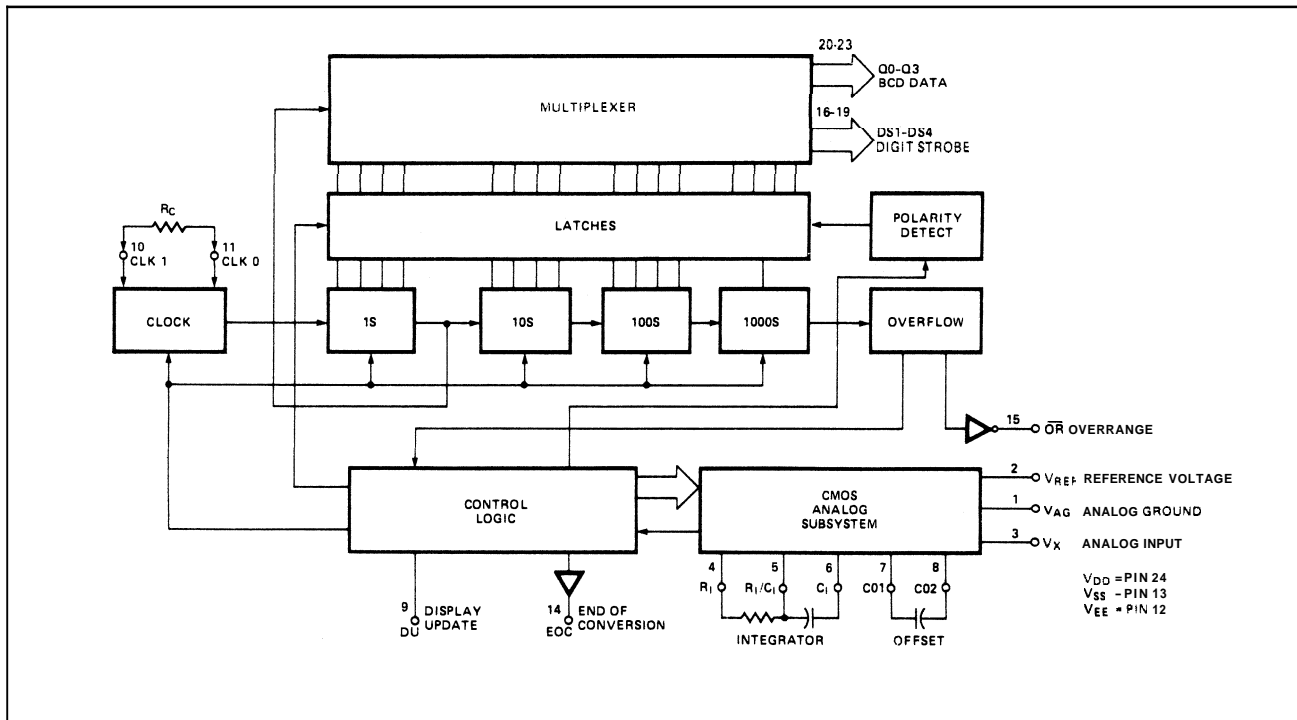 20-23
Q0-Q3
BCD DATA
MULTIPLEXER
16-19
DS1-DS4
DIGIT STROBE
RC
LATCHES
POLARITY
DETECT
10
CLK 1
11
CLK 0
CLOCK
1S
10S
100S
1000S
OVERFLOW
15
OR OVERRANGE
CONTROL
LOGIC
CMOS
ANALOG
SUBSYSTEM
2
VREF REFERENCE VOLTAGE
1
VAG ANALOG GROUND
3
VX ANALOG INPUT
4
RI
5
RI/CI
6
CI
7
CO1
8
CO2
VDD = PIN 24
VSS - PIN 13
VEE = PIN 12
9
DU
DISPLAY
UPDATE
14
EOC
END OF
CONVERSION
INTEGRATOR
OFFSET